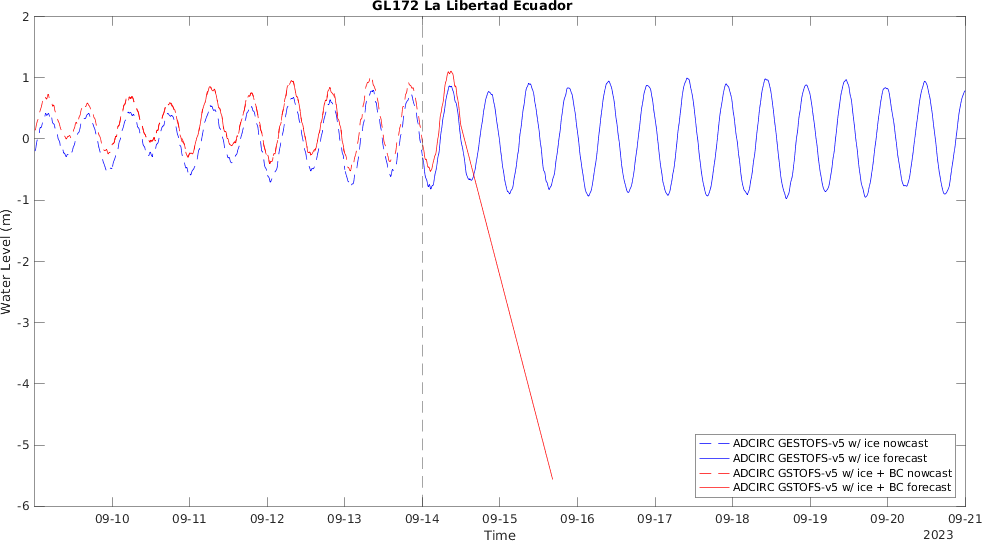 GL172 La Libertad Ecuador
2
1
0
-1
-2
-3
-4
-5
-6
Water Level (m)
ADCIRC GESTOFS-v5 w/ ice nowcast
ADCIRC GESTOFS-v5 w/ ice forecast
ADCIRC GSTOFS-v5 w/ ice + BC nowcast
ADCIRC GSTOFS-v5 w/ ice + BC forecast
09-10 09-11 09-12 09-13 09-14 09-15 09-16 09-17 09-18 09-19 09-20 09-21
Time
2023